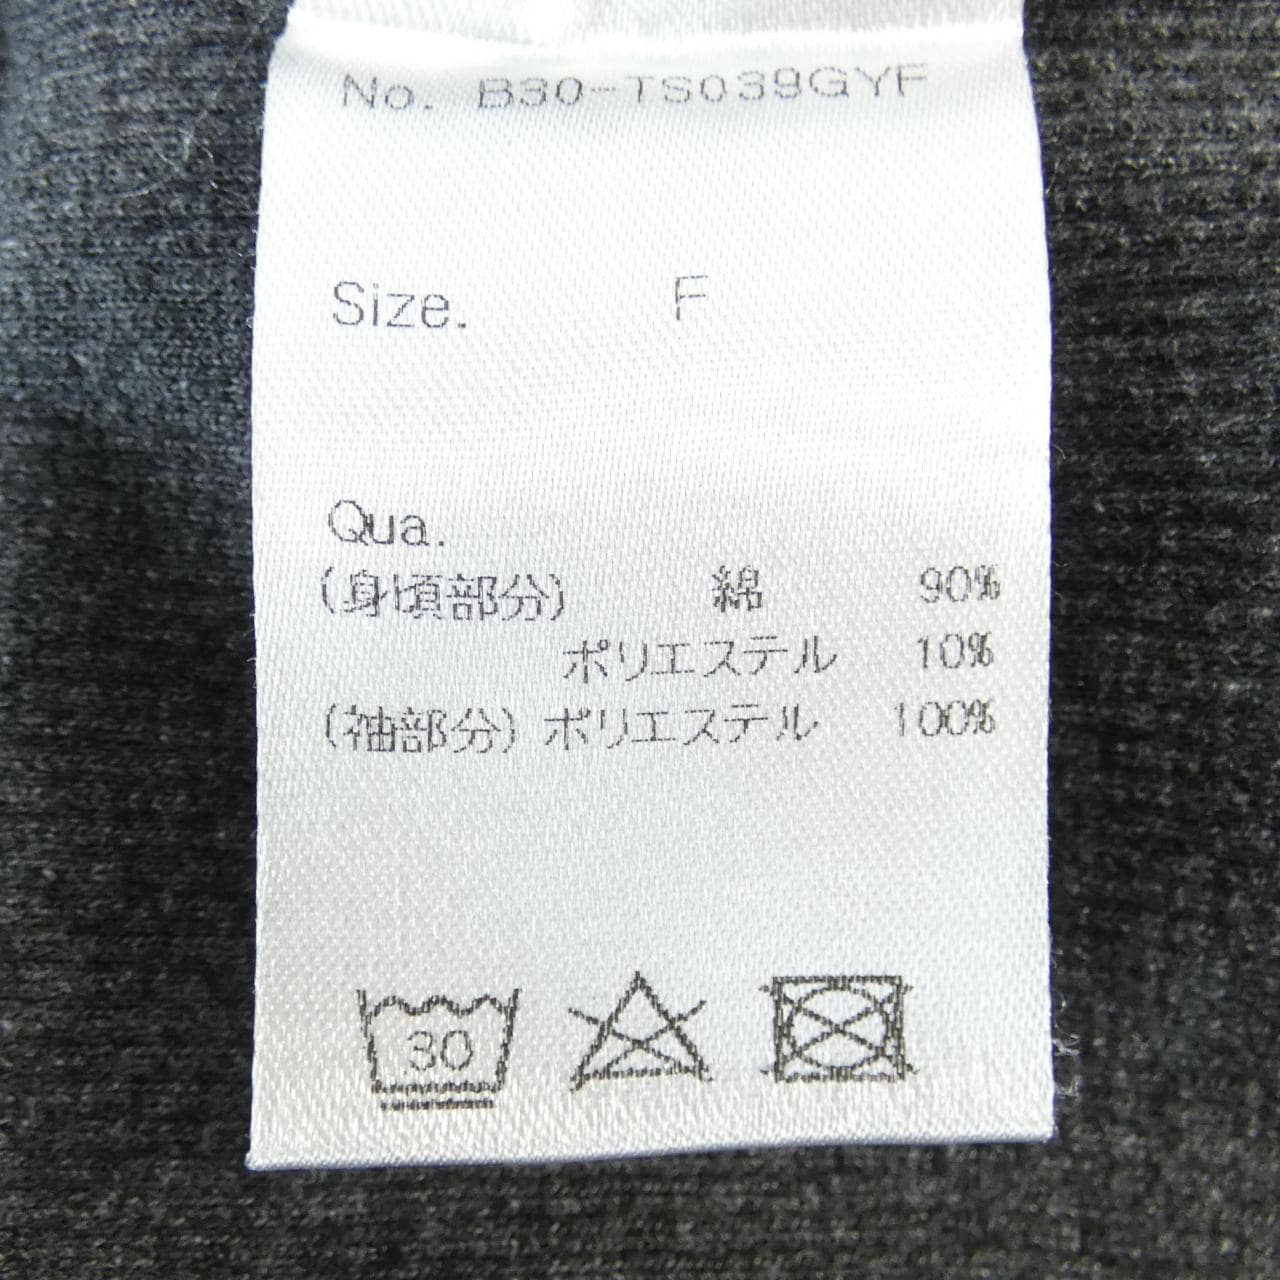 No. B30-TS039GYF
Size. F
Qua.
(身頃部分) 綿 90%
ポリエステル 10%
(袖部分) ポリエステル 100%
30